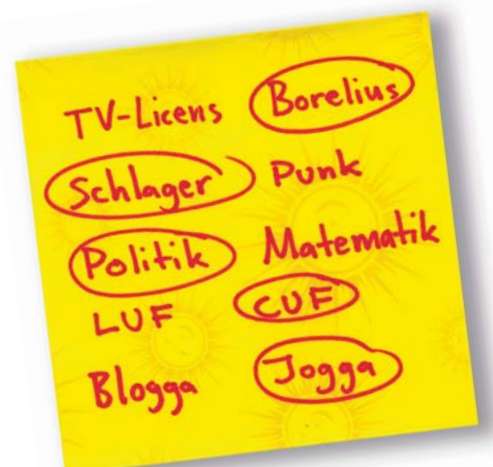 TV-Licens Borelius
Schlager Punk
Politik Matematik
LUF CUF
Blogga Jogga